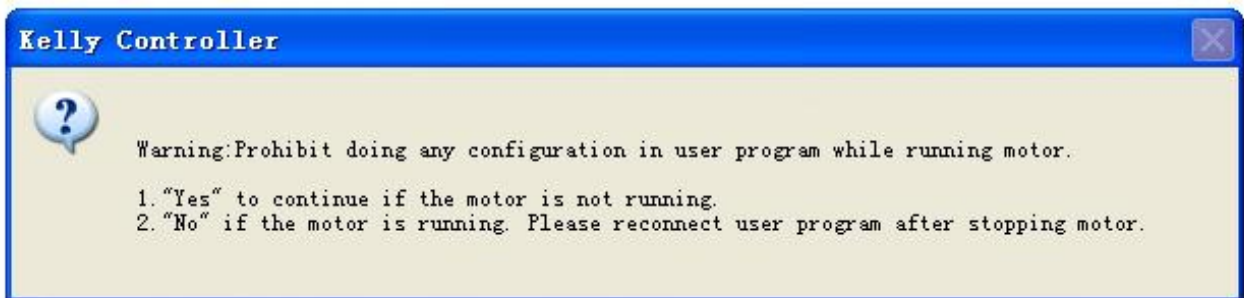 Kelly Controller
Warning:Prohibit doing any configuration in user program while running motor.
1."Yes" to continue if the motor is not running.
2."No" if the motor is running. Please reconnect user program after stopping motor.